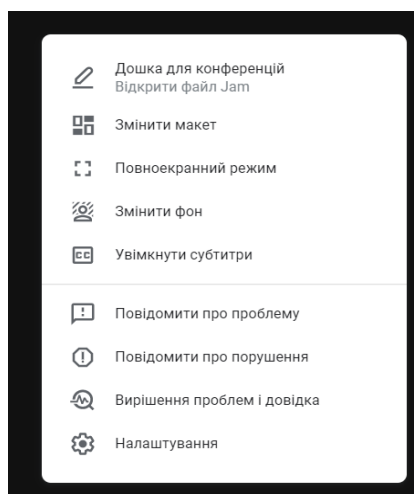 Дошка для конференцій
Відкрити файл Jam
Змінити макет
Повноекранний режим
Змінити фон
CC Увімкнути субтитри
Повідомити про проблему
Повідомити про порушення
Вирішення проблем і довідка
Налаштування